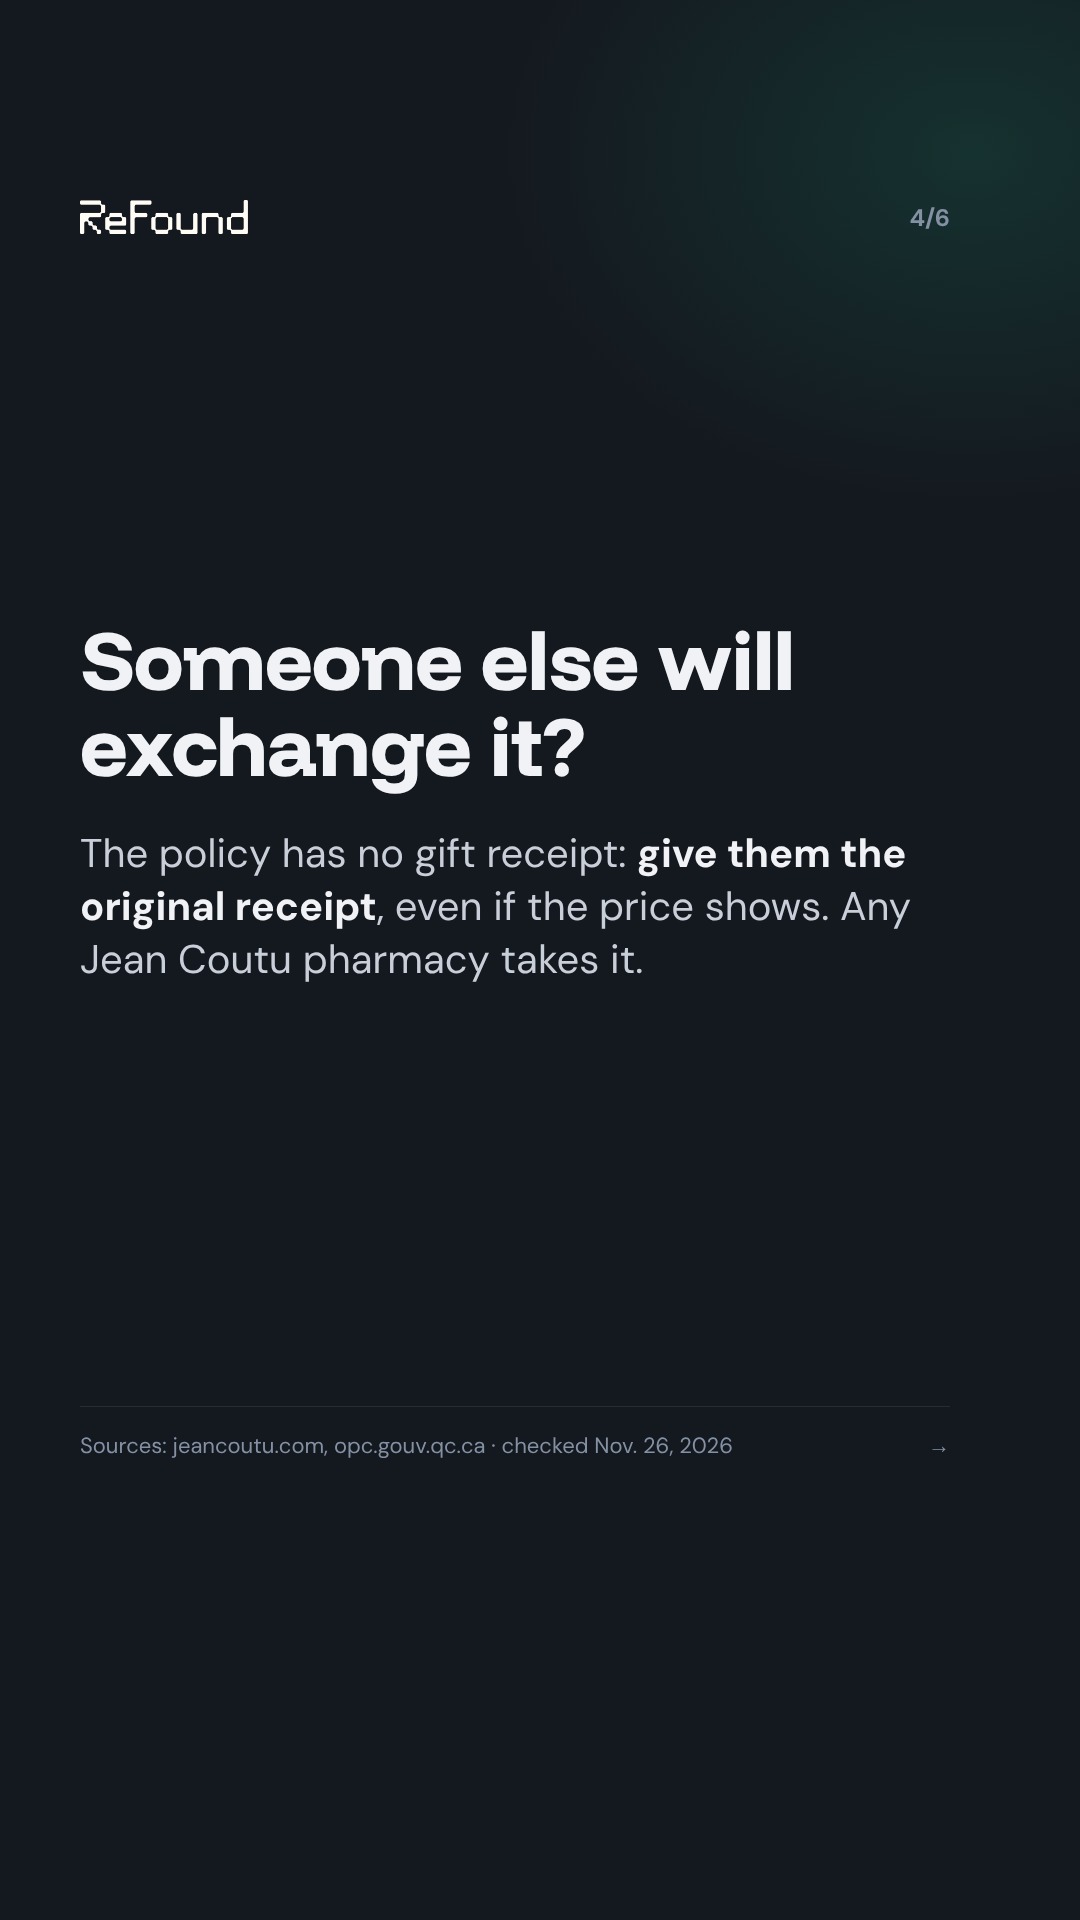 ReFound
4/6
Someone else will
exchange it?
The policy has no gift receipt: give them the
original receipt, even if the price shows. Any
Jean Coutu pharmacy takes it.
Sources: jeancoutu.com, opc.gouv.qc.ca · checked Nov. 26, 2026 →